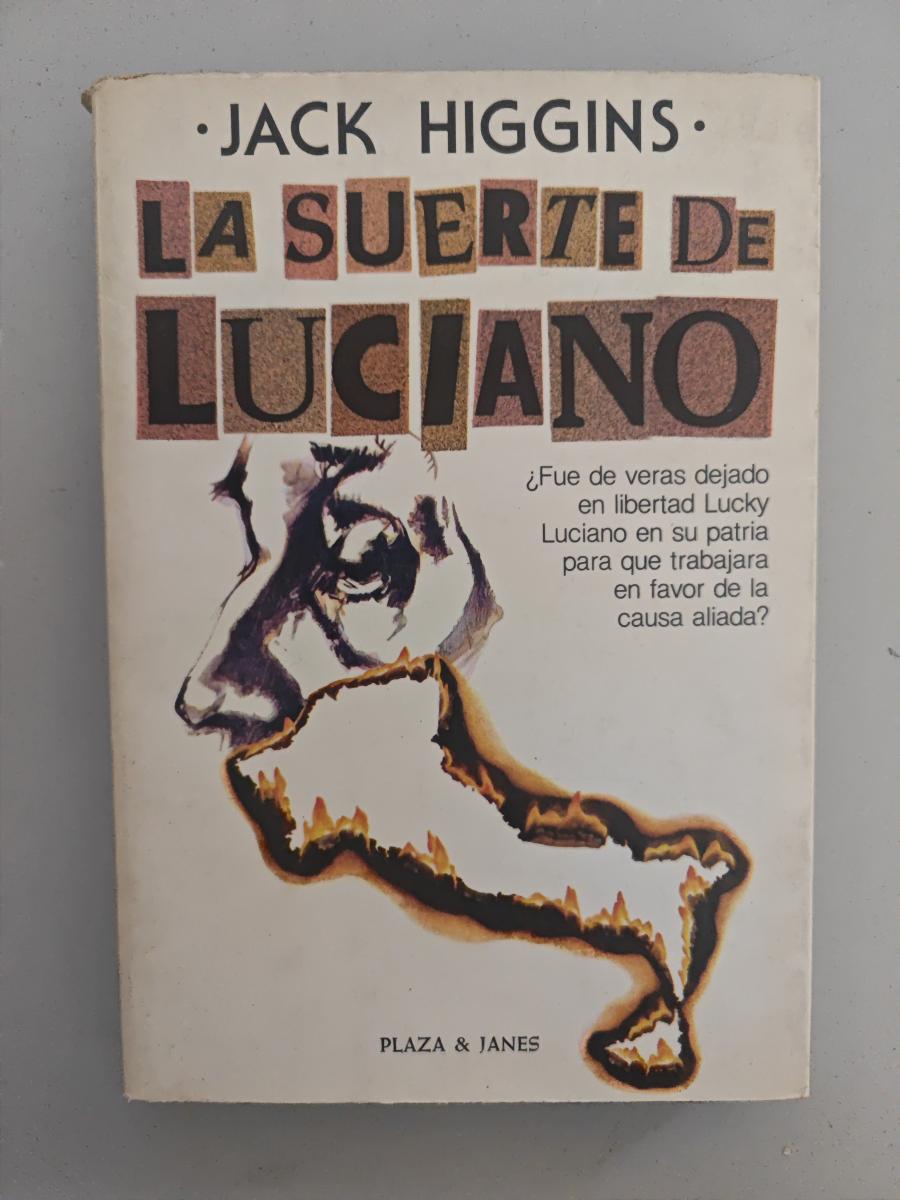 · JACK HIGGINS ·
LA SUERTE DE
LUCIANO
¿Fue de veras dejado
en libertad Lucky
Luciano en su patria
para que trabajara
en favor de la
causa aliada?
PLAZA & JANES